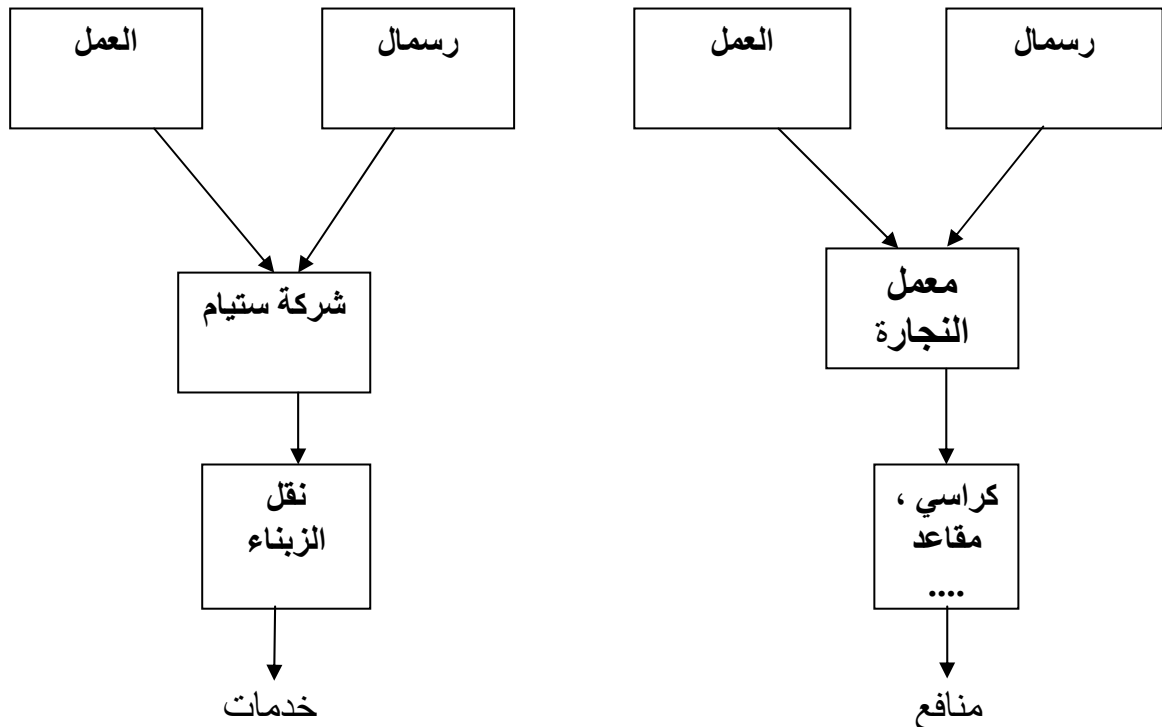 رسمال
العمل
رسمال
العمل
معمل
النجارة
شركة ستيام
كراسي ،
مقاعد
....
نقل
الزبناء
منافع
خدمات